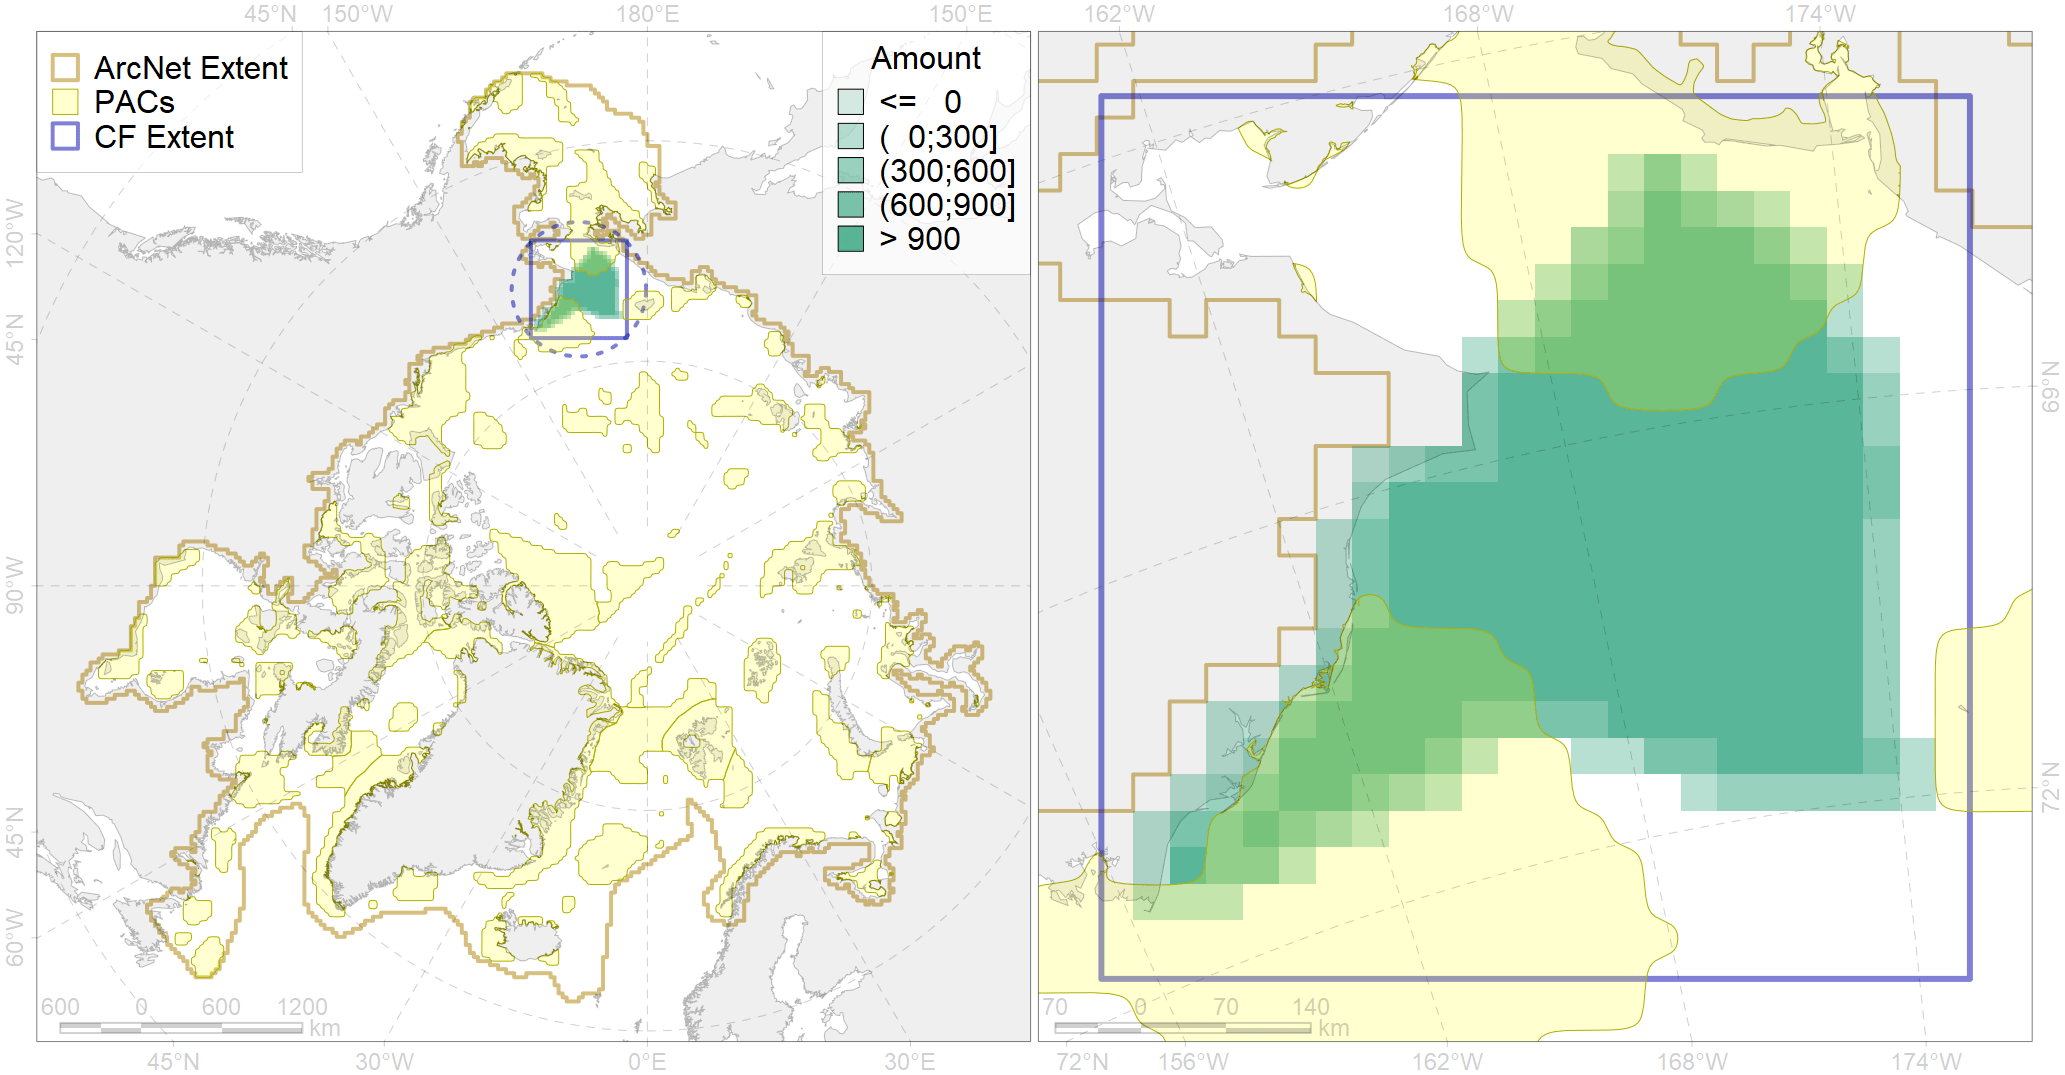 45°N 150°W 180°E 150°E 162°W 168°W 174°W
ArcNet Extent
PACs
CF Extent
Amount
<= 0
( 0;300]
(300;600]
(600;900]
> 900
120°W
45°N
90°W
45°N
60°W
69°N
72°N
600 0 600 1200
km
70 0 70 140
km
45°N 30°W 0°E 30°E 72°N 156°W 162°W 168°W 174°W